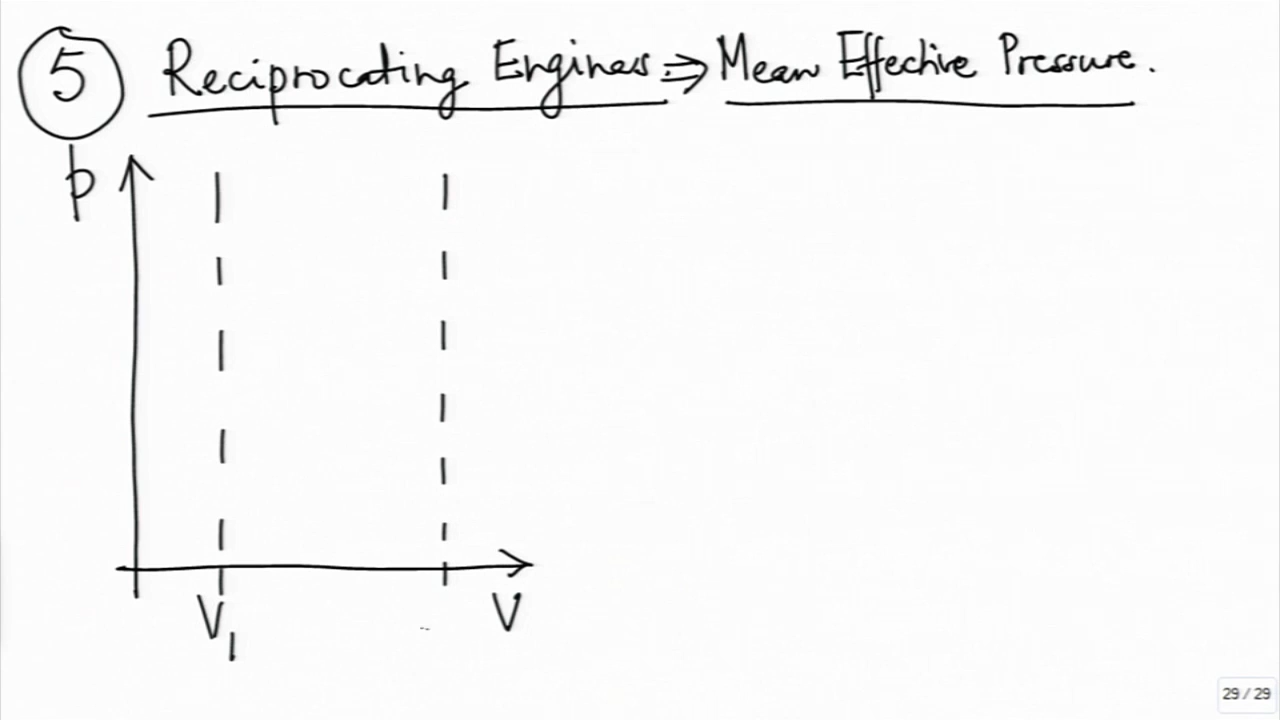 5 Reciprocating Engines ⇒ Mean Effective Pressure.
p
V₁ V
29 / 29